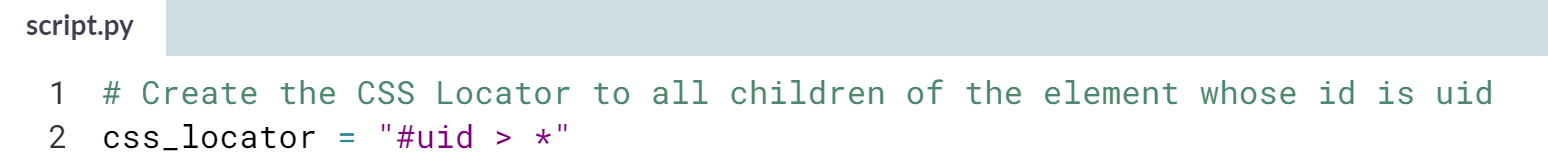 script.py
1 # Create the CSS Locator to all children of the element whose id is uid
2 css_locator = "#uid > *"